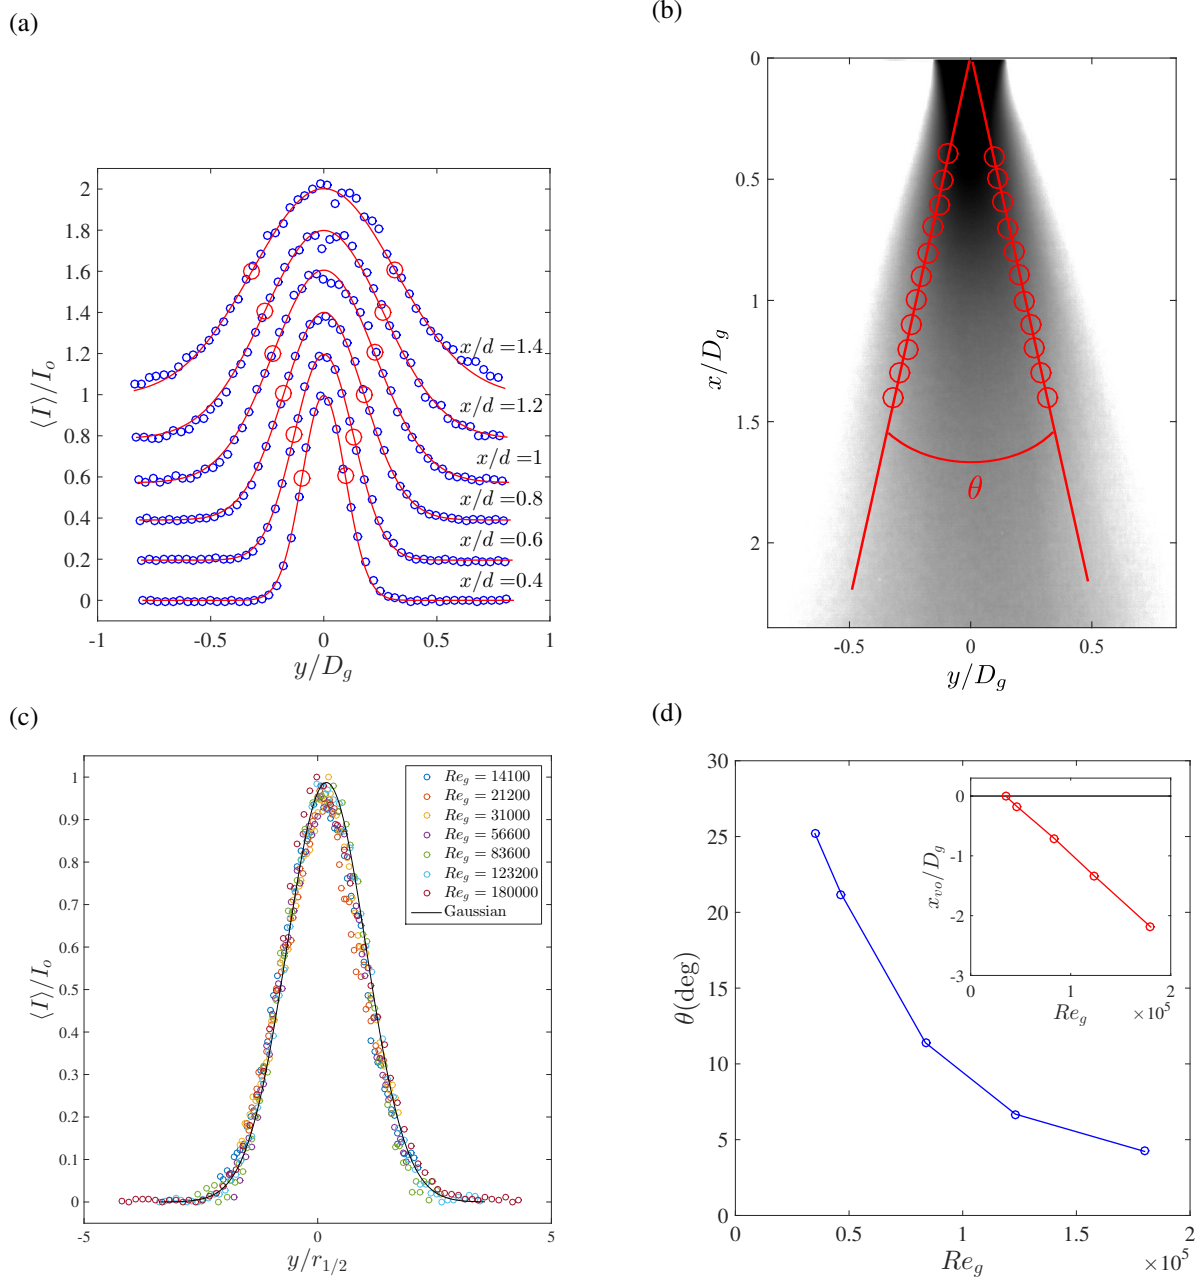 (a)
2
1.8
1.6
1.4
1.2
1
0.8
0.6
0.4
0.2
0
⟨I⟩/I_o
x/d =1.4
x/d =1.2
x/d =1
x/d =0.8
x/d =0.6
x/d =0.4
-1 -0.5 0 0.5 1
y/D_g
(b)
0
0.5
1
1.5
2
x/D_g
θ
-0.5 0 0.5
y/D_g
(c)
1
0.9
0.8
0.7
0.6
0.5
0.4
0.3
0.2
0.1
0
⟨I⟩/I_o
Re_g = 14100
Re_g = 21200
Re_g = 31000
Re_g = 56600
Re_g = 83600
Re_g = 123200
Re_g = 180000
Gaussian
-5 0 5
y/r_{1/2}
(d)
30
25
20
15
10
5
0
θ(deg)
0
-1
-2
-3
x_{vo}/D_g
0 1 2
Re_g ×10^5
0 0.5 1 1.5 2
Re_g ×10^5